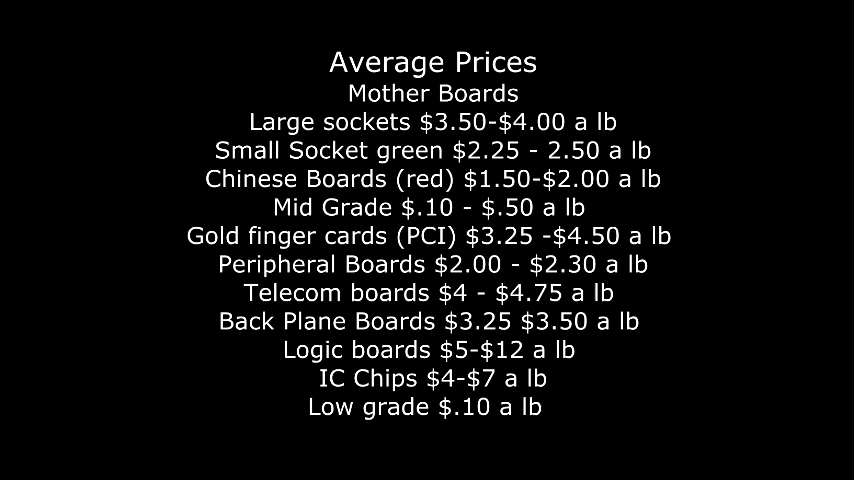 Average Prices
Mother Boards
Large sockets $3.50-$4.00 a lb
Small Socket green $2.25 - 2.50 a lb
Chinese Boards (red) $1.50-$2.00 a lb
Mid Grade $.10 - $.50 a lb
Gold finger cards (PCI) $3.25 -$4.50 a lb
Peripheral Boards $2.00 - $2.30 a lb
Telecom boards $4 - $4.75 a lb
Back Plane Boards $3.25 $3.50 a lb
Logic boards $5-$12 a lb
IC Chips $4-$7 a lb
Low grade $.10 a lb